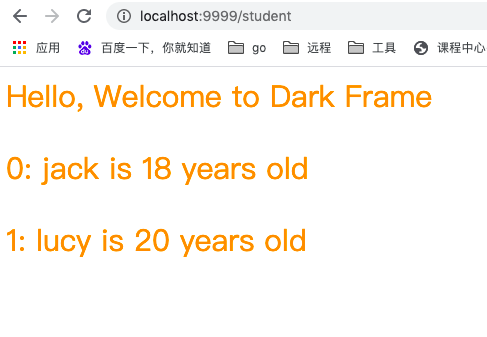 localhost:9999/student
应用 百度一下，你就知道 go 远程 工具 课程中心
Hello, Welcome to Dark Frame
0: jack is 18 years old
1: lucy is 20 years old